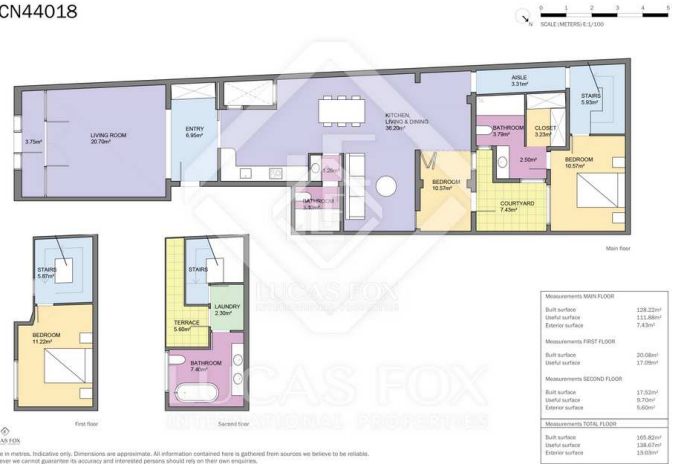 CN44018
0 1 2 3 4 5
N SCALE (METERS) E:1/100
AISLE
3.31m²
STAIRS
5.93m²
LIVING ROOM
20.70m²
3.75m²
ENTRY
6.95m²
KITCHEN,
LIVING & DINING
36.20m²
BATHROOM
3.79m²
CLOSET
3.23m²
2.50m²
BEDROOM
10.57m²
BEDROOM
10.57m²
BATHROOM
COURTYARD
7.43m²
Main floor
STAIRS
5.87m²
BEDROOM
11.22m²
First floor
STAIRS
LAUNDRY
2.30m²
TERRACE
5.60m²
BATHROOM
7.40m²
Second floor
LUCAS FOX
INTERNATIONAL PROPERTIES
Measurements MAIN FLOOR
Built surface 128.22m²
Useful surface 111.88m²
Exterior surface 7.43m²
Measurements FIRST FLOOR
Built surface 20.08m²
Useful surface 17.09m²
Measurements SECOND FLOOR
Built surface 17.52m²
Useful surface 9.70m²
Exterior surface 5.60m²
Measurements TOTAL FLOOR
Built surface 165.82m²
Useful surface 138.67m²
Exterior surface 13.03m²
LUCAS FOX
e in metres. Indicative only. Dimensions are approximate. All information contained here is gathered from sources we believe to be reliable.
ever we cannot guarantee its accuracy and interested persons should rely on their own enquiries.